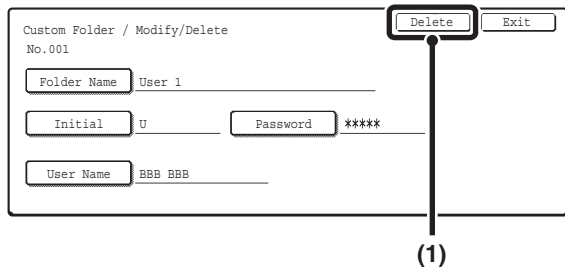 Custom Folder / Modify/Delete
Delete
Exit
No.001
Folder Name User 1
Initial U Password *****
User Name BBB BBB
(1)